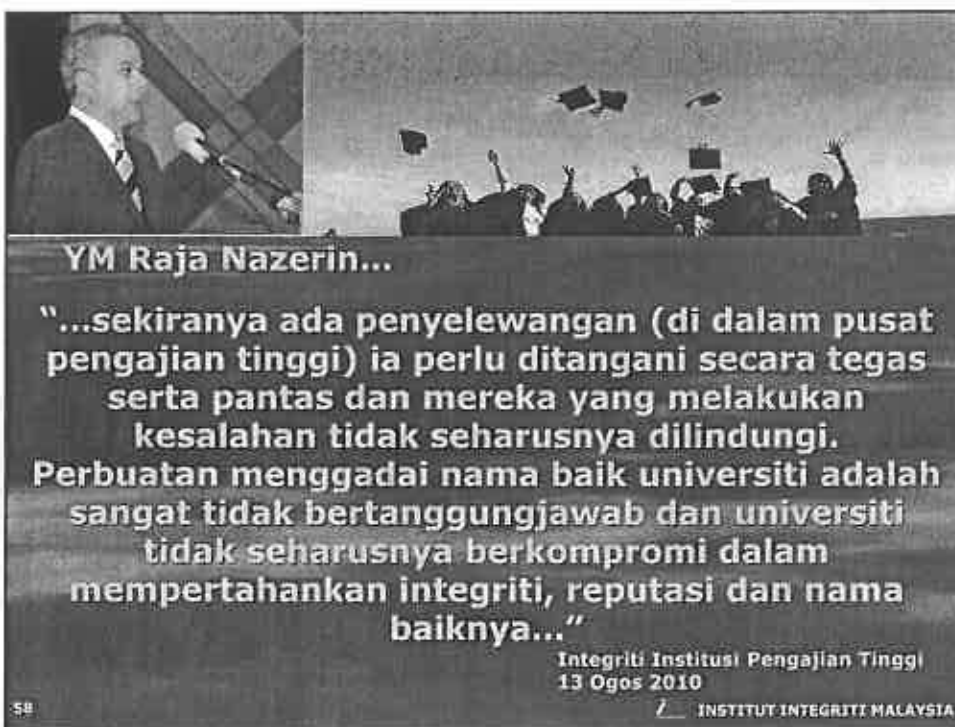 YM Raja Nazerin...
“...sekiranya ada penyelewangan (di dalam pusat
pengajian tinggi) ia perlu ditangani secara tegas
serta pantas dan mereka yang melakukan
kesalahan tidak seharusnya dilindungi.
Perbuatan menggadai nama baik universiti adalah
sangat tidak bertanggungjawab dan universiti
tidak seharusnya berkompromi dalam
mempertahankan integriti, reputasi dan nama
baiknya...”
Integriti Institusi Pengajian Tinggi
13 Ogos 2010
58
INSTITUT INTEGRITI MALAYSIA